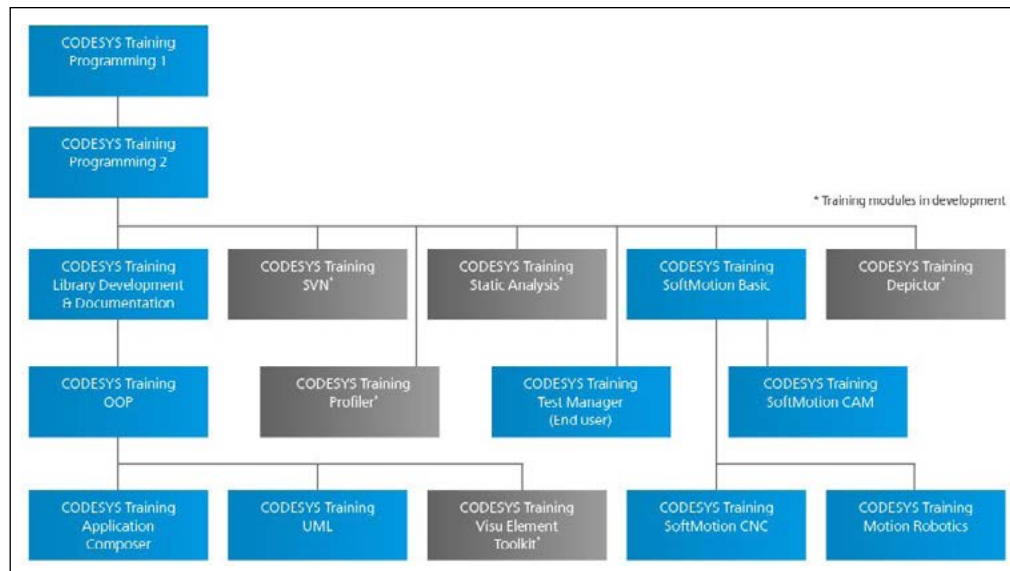 CODESYS Training
Programming 1
CODESYS Training
Programming 2
* Training modules in development
CODESYS Training
Library Development
& Documentation
CODESYS Training
SVN*
CODESYS Training
Static Analysis*
CODESYS Training
SoftMotion Basic
CODESYS Training
Depictor*
CODESYS Training
OOP
CODESYS Training
Profiler*
CODESYS Training
Test Manager
(End user)
CODESYS Training
SoftMotion CAM
CODESYS Training
Application
Composer
CODESYS Training
UML
CODESYS Training
Visu Element
Toolkit*
CODESYS Training
SoftMotion CNC
CODESYS Training
Motion Robotics